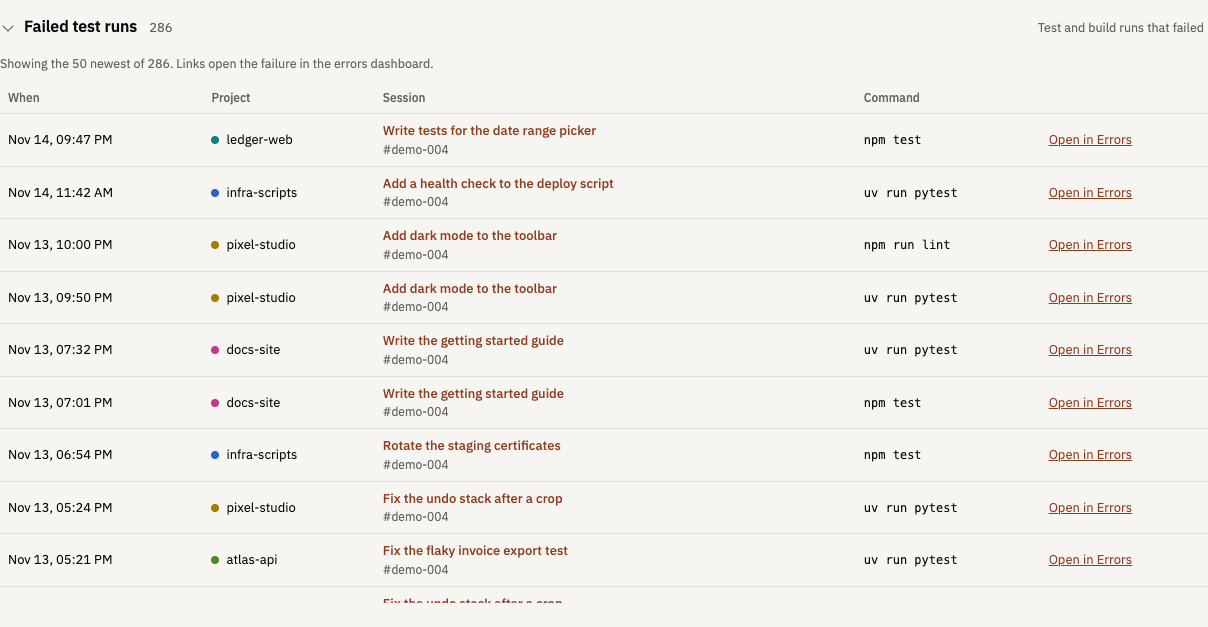 Failed test runs 286 Test and build runs that failed
Showing the 50 newest of 286. Links open the failure in the errors dashboard.
When Project Session Command
Nov 14, 09:47 PM ledger-web Write tests for the date range picker npm test Open in Errors
#demo-004
Nov 14, 11:42 AM infra-scripts Add a health check to the deploy script uv run pytest Open in Errors
#demo-004
Nov 13, 10:00 PM pixel-studio Add dark mode to the toolbar npm run lint Open in Errors
#demo-004
Nov 13, 09:50 PM pixel-studio Add dark mode to the toolbar uv run pytest Open in Errors
#demo-004
Nov 13, 07:32 PM docs-site Write the getting started guide uv run pytest Open in Errors
#demo-004
Nov 13, 07:01 PM docs-site Write the getting started guide npm test Open in Errors
#demo-004
Nov 13, 06:54 PM infra-scripts Rotate the staging certificates npm test Open in Errors
#demo-004
Nov 13, 05:24 PM pixel-studio Fix the undo stack after a crop uv run pytest Open in Errors
#demo-004
Nov 13, 05:21 PM atlas-api Fix the flaky invoice export test uv run pytest Open in Errors
#demo-004
Fix the undo stack after a crop